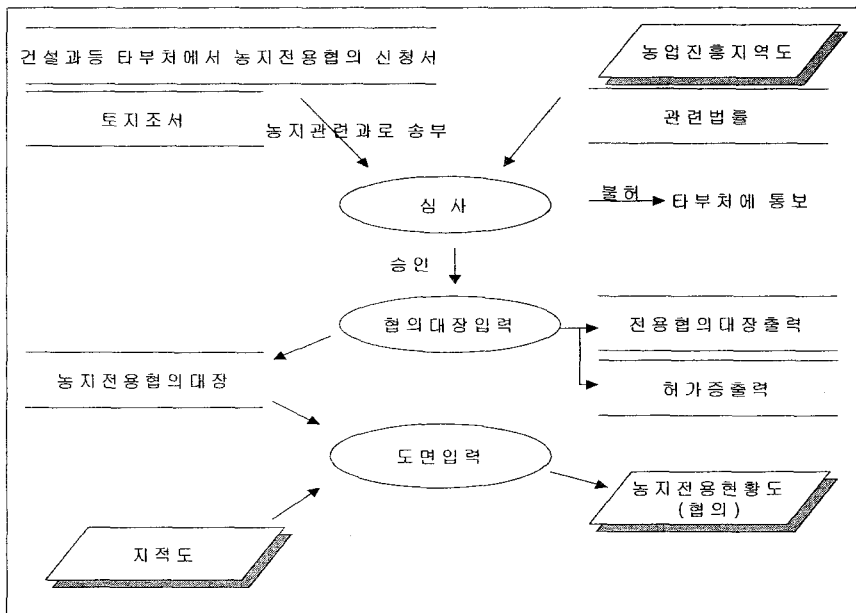 건설과등 타부처에서 농지전용협의 신청서
농업진흥지역도
토지조서
농지관련과로 송부
관련법률
심사
불허
타부처에 통보
승인
협의대장입력
전용협의대장출력
농지전용협의대장
허가증출력
도면입력
농지전용현황도
(협의)
지적도